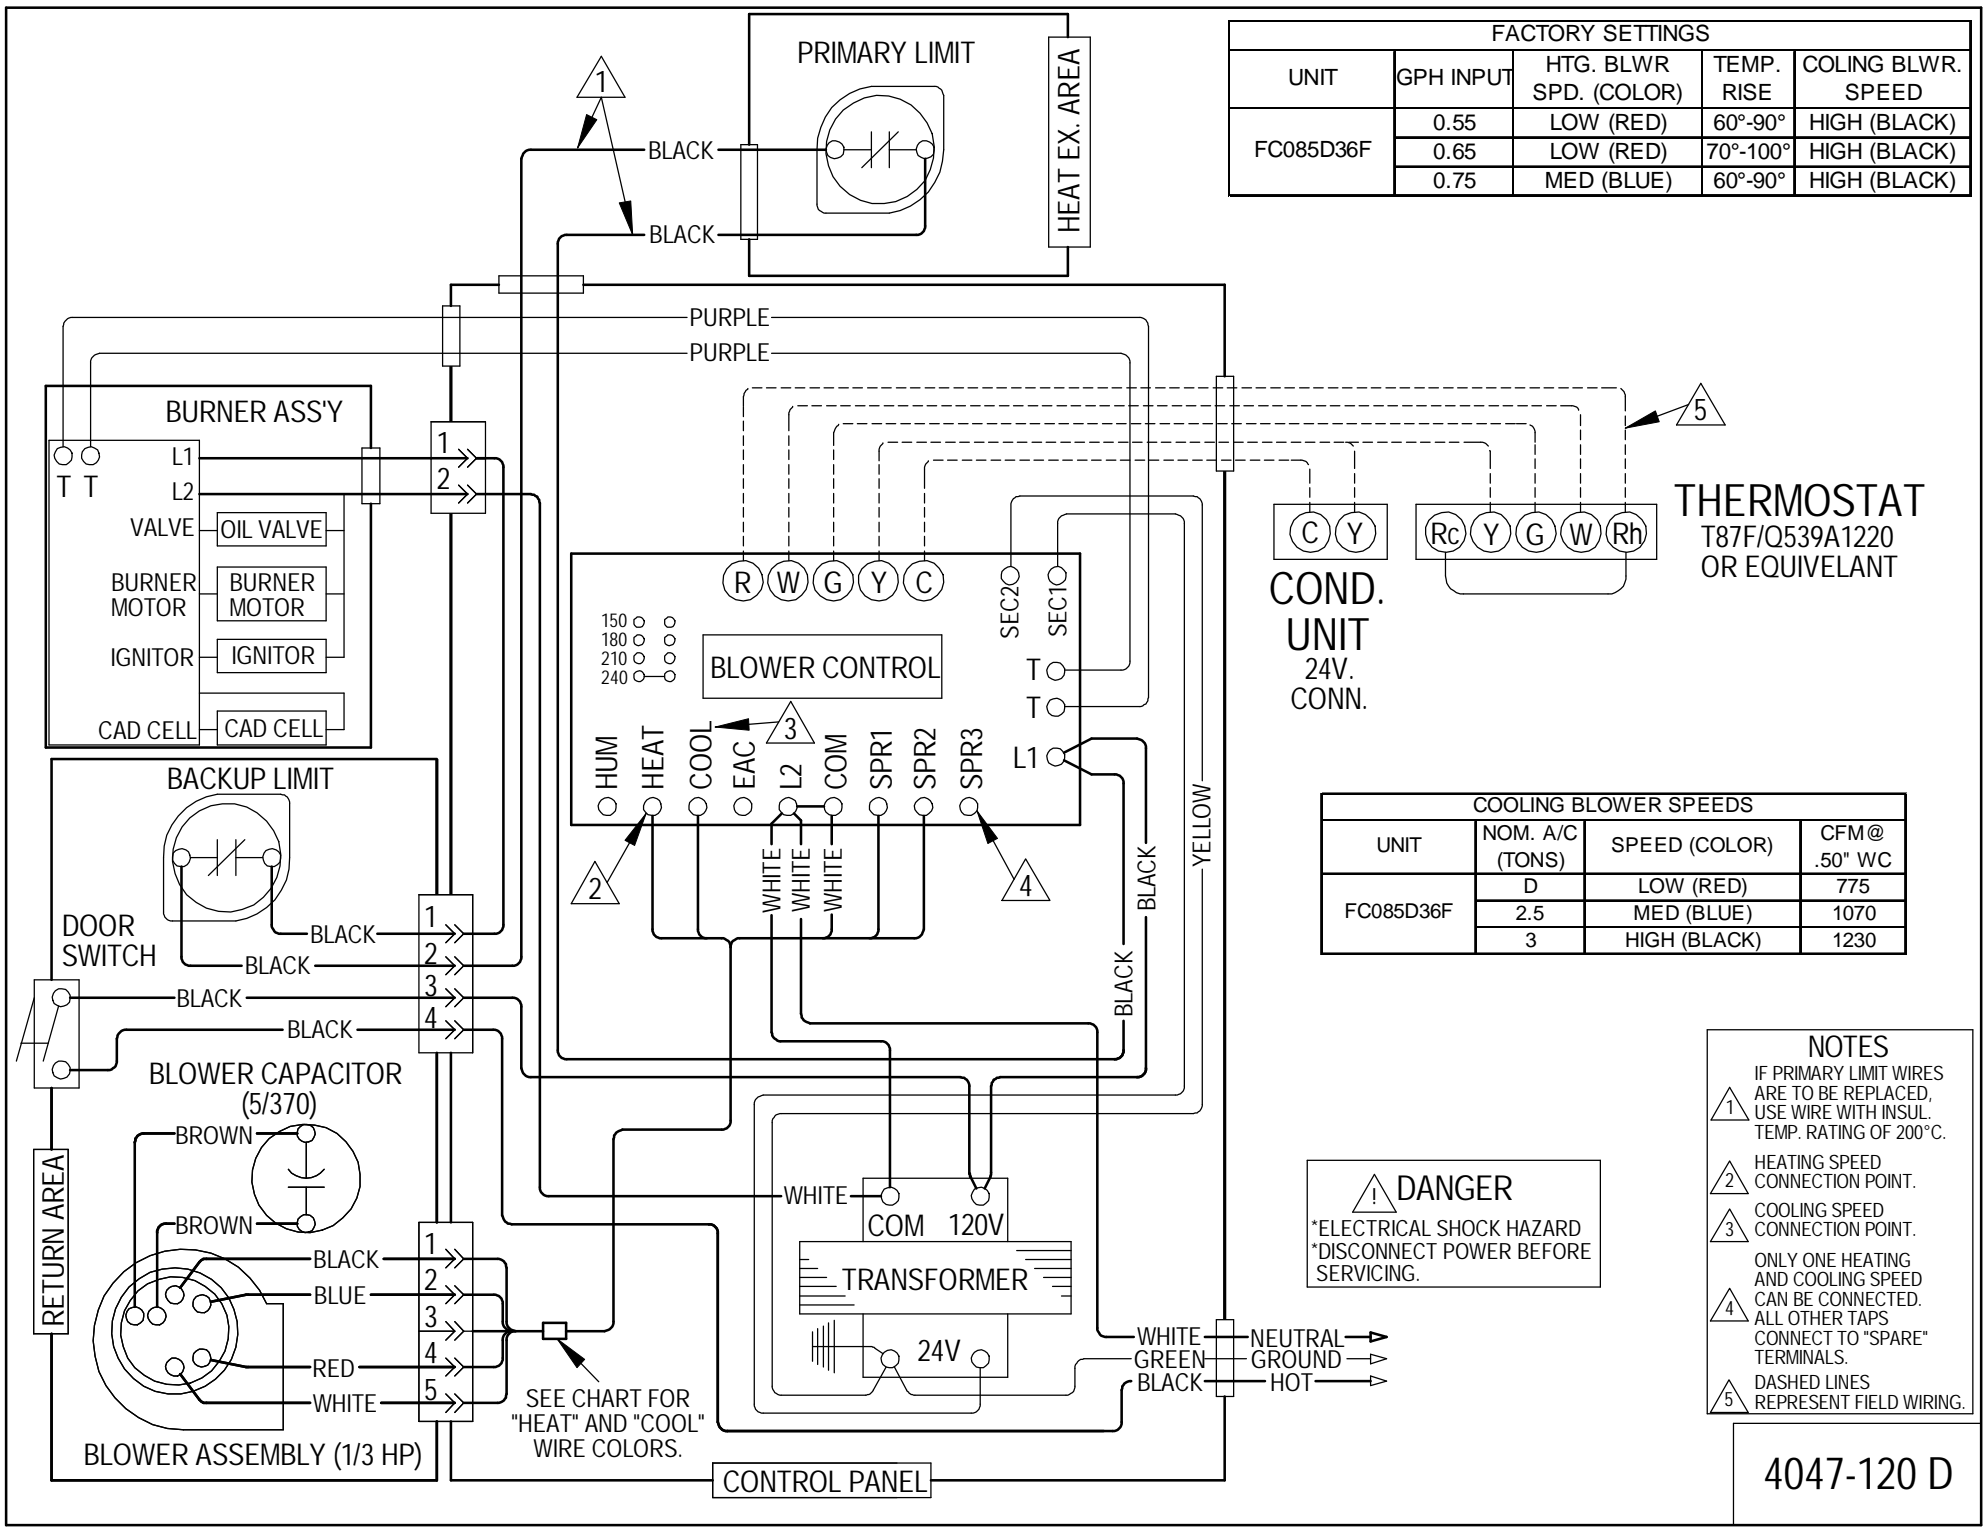 PRIMARY LIMIT
HEAT EX. AREA
1
BLACK
BLACK
FACTORY SETTINGS
UNIT
GPH INPUT
HTG. BLWR
SPD. (COLOR)
TEMP.
RISE
COLING BLWR.
SPEED
FC085D36F
0.55 LOW (RED) 60°-90° HIGH (BLACK)
0.65 LOW (RED) 70°-100° HIGH (BLACK)
0.75 MED (BLUE) 60°-90° HIGH (BLACK)
PURPLE
PURPLE
BURNER ASS'Y
T T
L1
L2
VALVE
OIL VALVE
BURNER
MOTOR
BURNER
MOTOR
IGNITOR
IGNITOR
CAD CELL
CAD CELL
1
2
5
C Y
COND.
UNIT
24V.
CONN.
Rc Y G W Rh
THERMOSTAT
T87F/Q539A1220
OR EQUIVELANT
R W G Y C
SEC2
SEC1
150
180
210
240
BLOWER CONTROL
T
T
L1
3
HUM
HEAT
COOL
EAC
L2
COM
SPR1
SPR2
SPR3
2
4
WHITE
WHITE
WHITE
YELLOW
BLACK
BLACK
BACKUP LIMIT
DOOR
SWITCH
BLACK
BLACK
BLACK
BLACK
1
2
3
4
COOLING BLOWER SPEEDS
UNIT
NOM. A/C
(TONS)
SPEED (COLOR)
CFM@
.50" WC
FC085D36F
D LOW (RED) 775
2.5 MED (BLUE) 1070
3 HIGH (BLACK) 1230
BLOWER CAPACITOR
(5/370)
BROWN
BROWN
RETURN AREA
BLACK
BLUE
RED
WHITE
1
2
3
4
5
BLOWER ASSEMBLY (1/3 HP)
SEE CHART FOR
"HEAT" AND "COOL"
WIRE COLORS.
WHITE
COM 120V
TRANSFORMER
24V
WHITE NEUTRAL
GREEN GROUND
BLACK HOT
CONTROL PANEL
! DANGER
*ELECTRICAL SHOCK HAZARD
*DISCONNECT POWER BEFORE
SERVICING.
NOTES
1
IF PRIMARY LIMIT WIRES
ARE TO BE REPLACED,
USE WIRE WITH INSUL.
TEMP. RATING OF 200°C.
2
HEATING SPEED
CONNECTION POINT.
3
COOLING SPEED
CONNECTION POINT.
4
ONLY ONE HEATING
AND COOLING SPEED
CAN BE CONNECTED.
ALL OTHER TAPS
CONNECT TO "SPARE"
TERMINALS.
5
DASHED LINES
REPRESENT FIELD WIRING.
4047-120 D